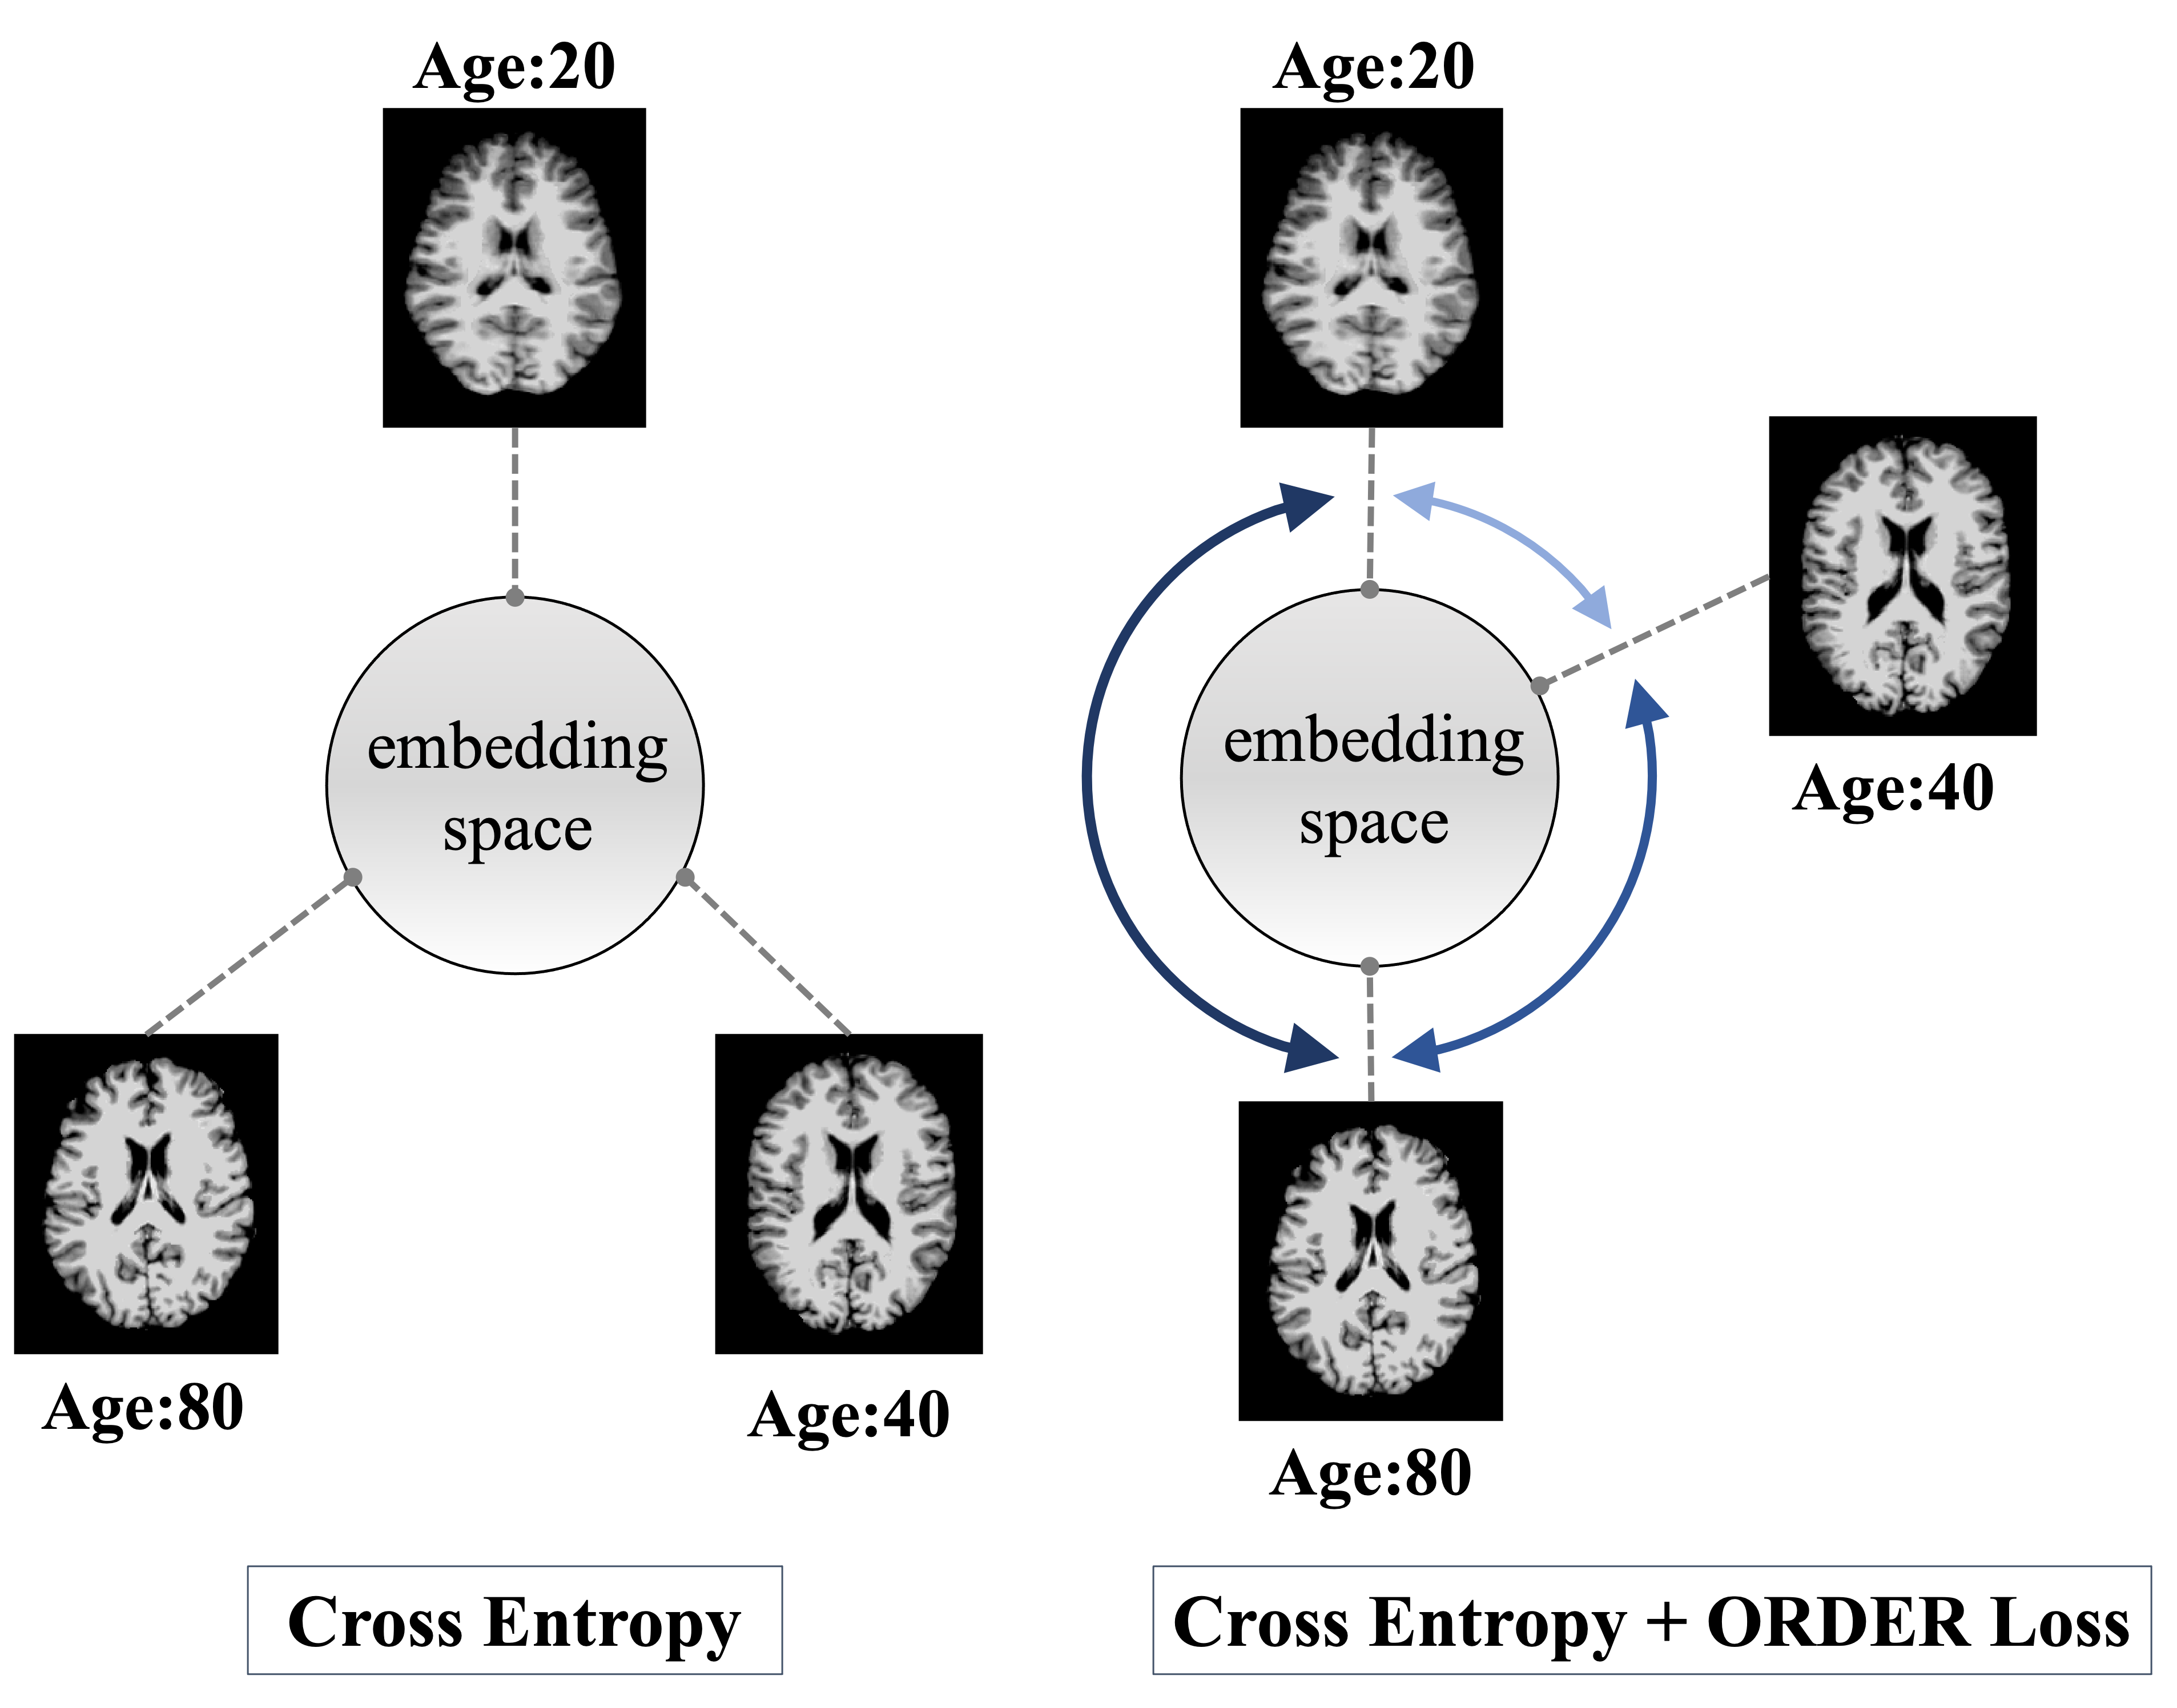 Age:20
embedding
space
Age:80
Age:40
Cross Entropy
Age:20
Age:40
embedding
space
Age:80
Cross Entropy + ORDER Loss